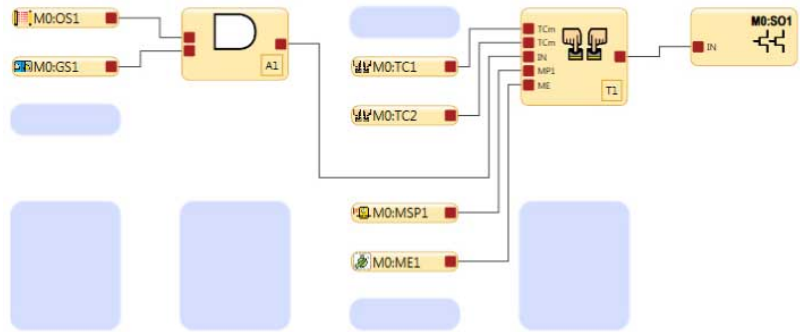 M0:OS1
M0:GS1
A1
M0:TC1
M0:TC2
M0:MSP1
M0:ME1
TCm
TCm
IN
MP1
ME
T1
M0:SO1
IN